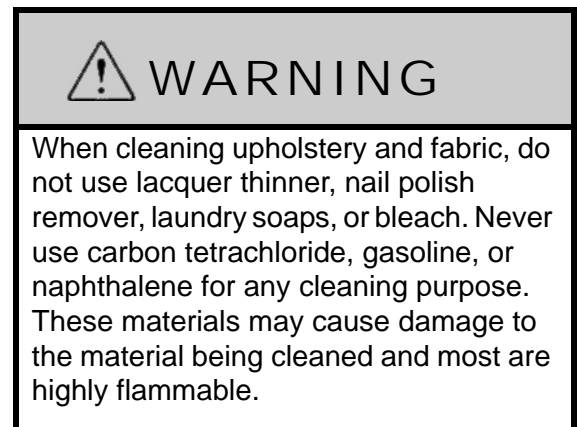 WARNING
When cleaning upholstery and fabric, do
not use lacquer thinner, nail polish
remover, laundry soaps, or bleach. Never
use carbon tetrachloride, gasoline, or
naphthalene for any cleaning purpose.
These materials may cause damage to
the material being cleaned and most are
highly flammable.